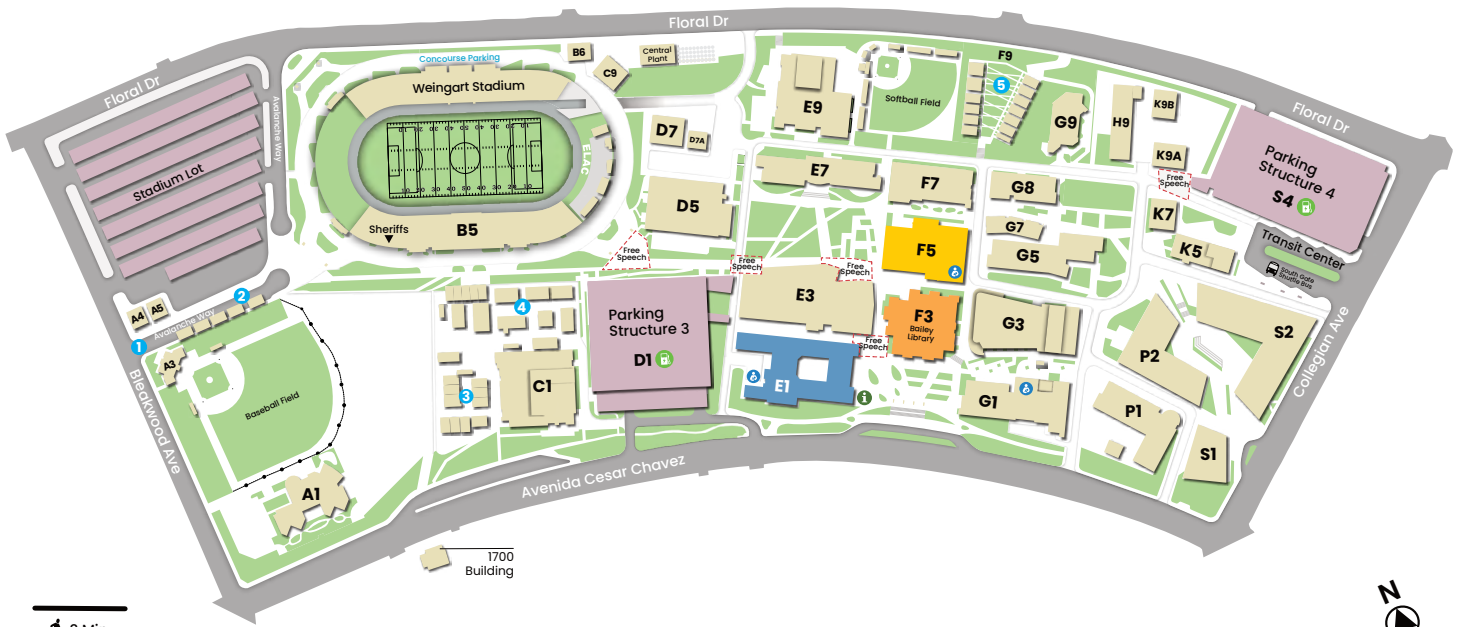 Floral Dr
Floral Dr
Floral Dr
Concourse Parking
Weingart Stadium
B6
C9
Central
Plant
Avalanche Way
Stadium Lot
ELAC
Sheriffs
B5
D7
D7A
D5
E9
Softball Field
F9
5
G9
H9
K9B
K9A
Free
Speech
Parking
Structure 4
S4
E7
F7
G8
G7
G5
K7
K5
Transit Center
South Gate
Shuttle Bus
F5
Free
Speech
Free
Speech
Free
Speech
E3
F3
Bailey
Library
Free
Speech
G3
P2
S2
Collegian Ave
A4
A5
2
Avalanche Way
1
A3
Baseball Field
Bleakwood Ave
4
3
C1
Parking
Structure 3
D1
E1
i
G1
P1
S1
A1
Avenida Cesar Chavez
1700
Building
N